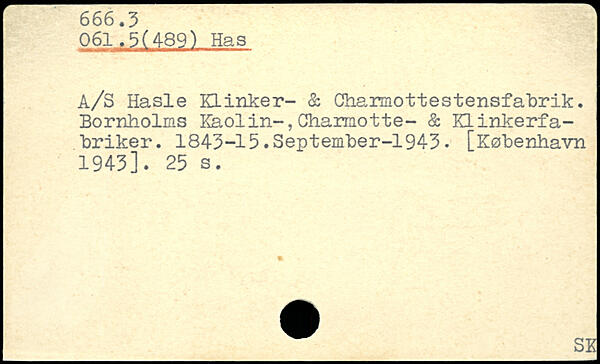 666.3
061.5(489) Has
A/S Hasle Klinker- & Charmottestensfabrik.
Bornholms Kaolin-,Charmotte- & Klinkerfa-
briker. 1843-15.September-1943. [København
1943]. 25 s.
SK